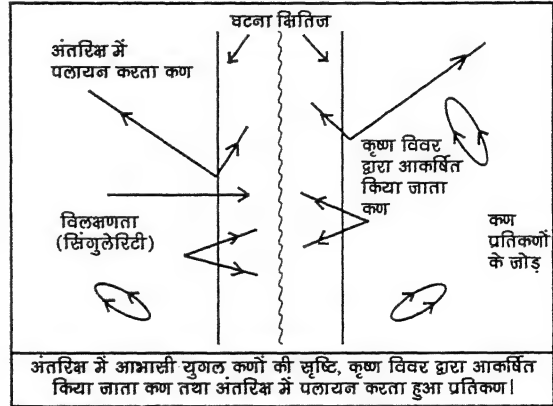 घटना क्षितिज
अंतरिक्ष में
पलायन करता कण
कृष्ण विवर
द्वारा आकर्षित
किया जाता
कण
विलक्षणता
(सिंगुलेरिटी)
कण
प्रतिकणों
के जोड़
अंतरिक्ष में आभासी युगल कणों की सृष्टि, कृष्ण विवर द्वारा आकर्षित
किया जाता कण तथा अंतरिक्ष में पलायन करता हुआ प्रतिकण।